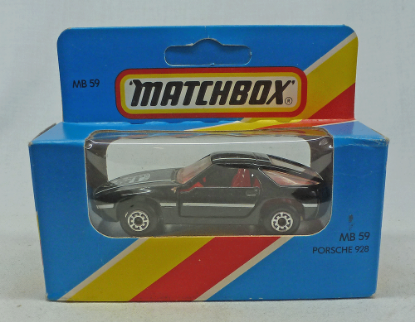 MB 59
MATCHBOX®
MB 59
PORSCHE 928